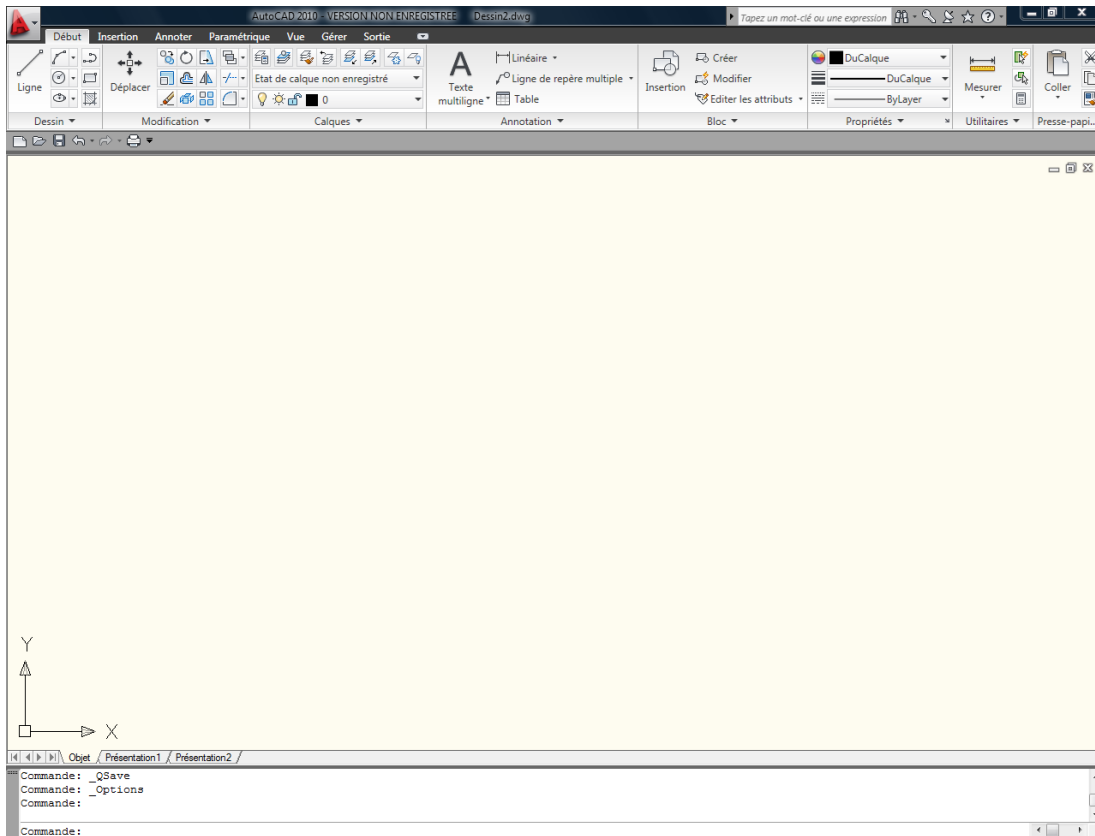 AutoCAD 2010 - VERSION NON ENREGISTREE Dessin2.dwg Tapez un mot-clé ou une expression
Début Insertion Annoter Paramétrique Vue Gérer Sortie
Ligne
Déplacer
Etat de calque non enregistré
0
A
Texte
multiligne
Linéaire
Ligne de repère multiple
Table
Insertion
Créer
Modifier
Editer les attributs
DuCalque
DuCalque
ByLayer
Mesurer
Coller
Dessin Modification Calques Annotation Bloc Propriétés Utilitaires Presse-papi...
Y
X
Objet Présentation1 Présentation2
Commande: _QSave
Commande: _Options
Commande:
Commande: